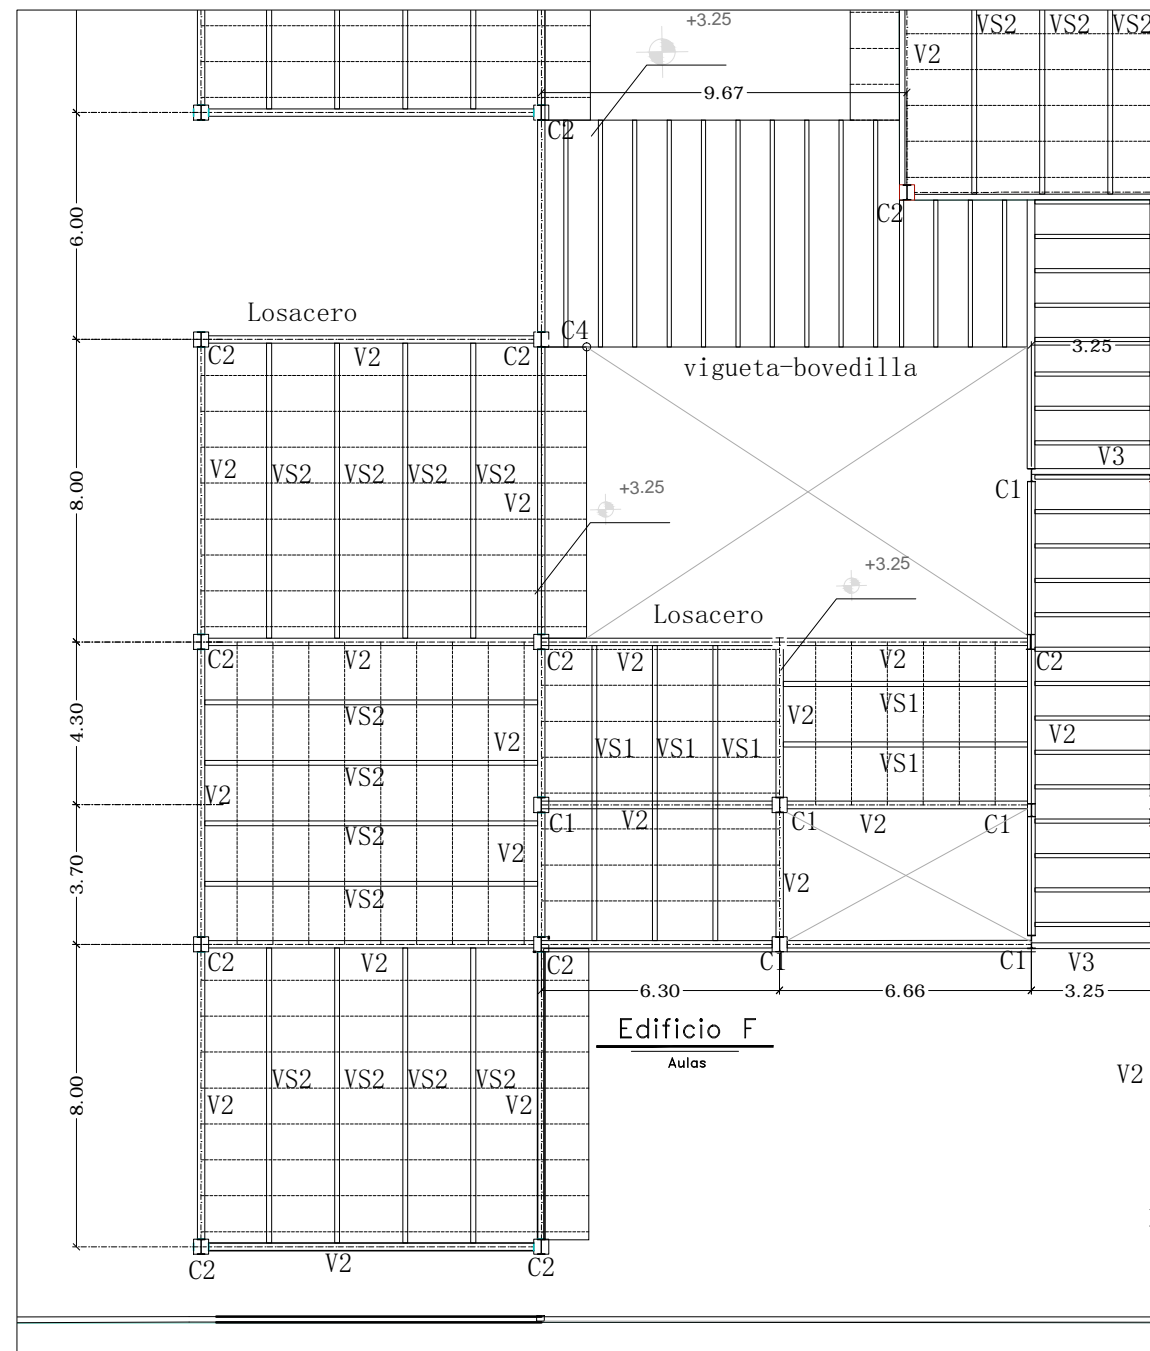 +3.25
VS2 VS2 VS2
V2
9.67
C2
C2
6.00
Losacero
C4
C2 V2 C2
vigueta-bovedilla
3.25
V2 VS2 VS2 VS2 VS2
V3
8.00
V2
+3.25
C1
+3.25
Losacero
C2 V2 C2 V2 V2 C2
VS2
VS1
4.30
V2 V2 V2
VS1 VS1 VS1
VS1
VS2
V2
C1 V2 C1 V2 C1
VS2
V2
3.70
V2
VS2
C2 V2 C2 C1 C1 V3
6.30 6.66 3.25
Edificio F
Aulas
VS2 VS2 VS2 VS2
V2
8.00
V2 V2
C2 V2 C2